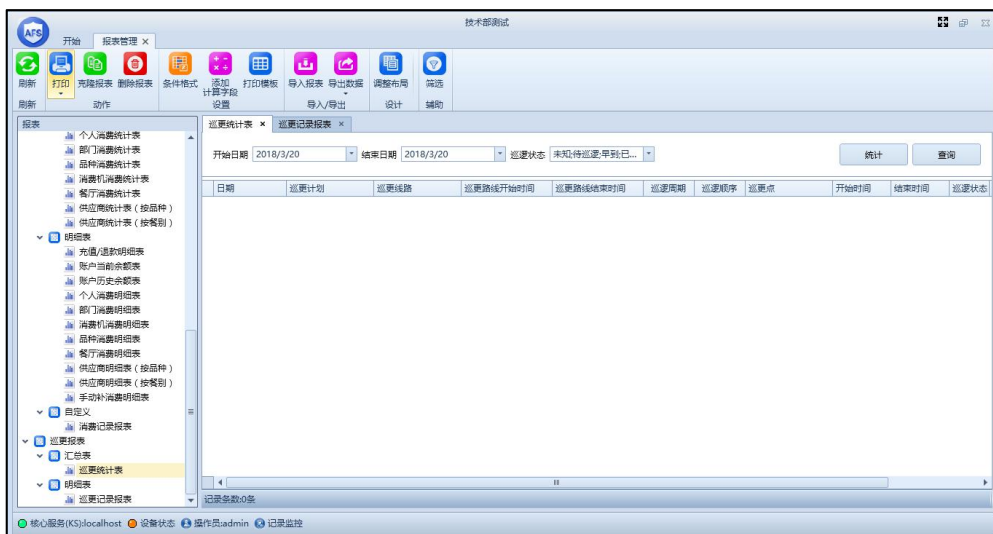 技术部测试
AFS
开始 报表管理
刷新 打印 克隆报表 删除报表 条件格式 添加 打印模板 导入报表 导出数据 调整布局 筛选
计算字段
刷新 动作 设置 导入/导出 设计 辅助
报表
巡更统计表 巡更记录报表
个人消费统计表
部门消费统计表
品种消费统计表
消费机消费统计表
餐厅消费统计表
供应商统计表（按品种）
供应商统计表（按餐别）
明细表
充值/退款明细表
账户当前余额表
账户历史余额表
个人消费明细表
部门消费明细表
消费机消费明细表
品种消费明细表
餐厅消费明细表
供应商明细表（按品种）
供应商明细表（按餐别）
手动补消费明细表
自定义
消费记录报表
巡更报表
汇总表
巡更统计表
明细表
巡更记录报表
开始日期 2018/3/20 结束日期 2018/3/20 巡逻状态 未知;待巡逻;早到;已... 统计 查询
日期 巡更计划 巡更线路 巡更路线开始时间 巡更路线结束时间 巡逻周期 巡逻顺序 巡逻点 开始时间 结束时间 巡逻状态
记录条数:0条
核心服务(KS):localhost 设备状态 操作员:admin 记录监控